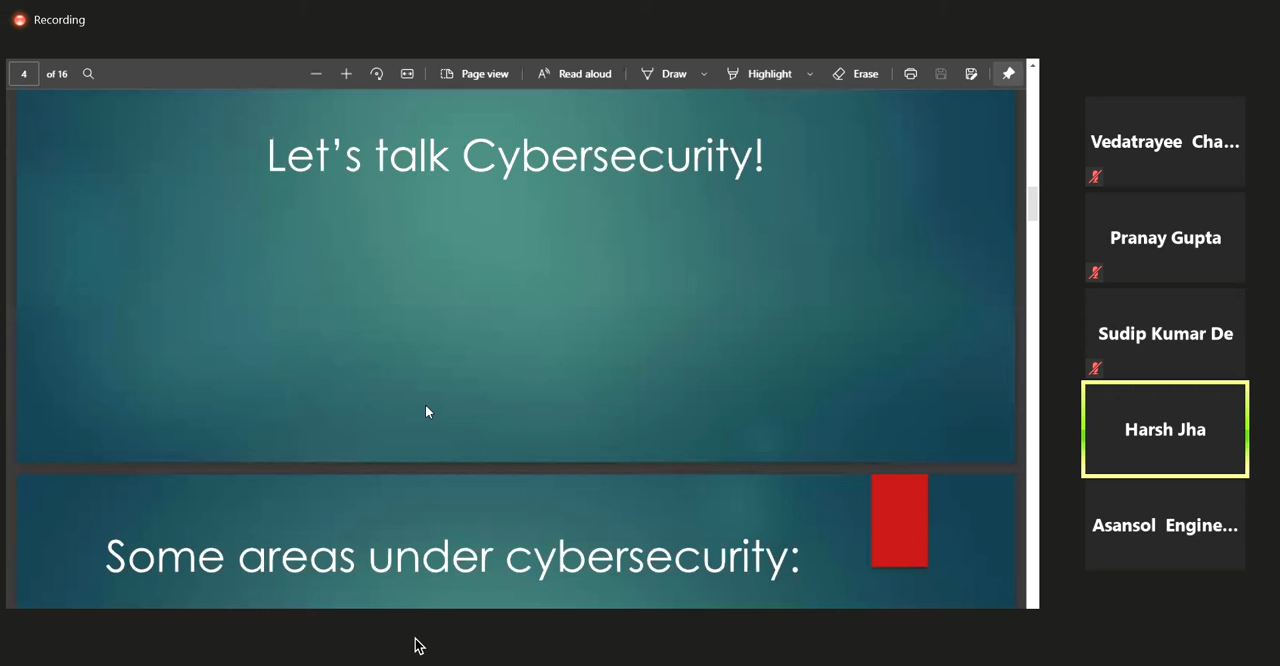 Recording
4 of 16
Page view
Read aloud
Draw
Highlight
Erase
Let's talk Cybersecurity!
Some areas under cybersecurity:
Vedatrayee Cha...
Pranay Gupta
Sudip Kumar De
Harsh Jha
Asansol Engine...